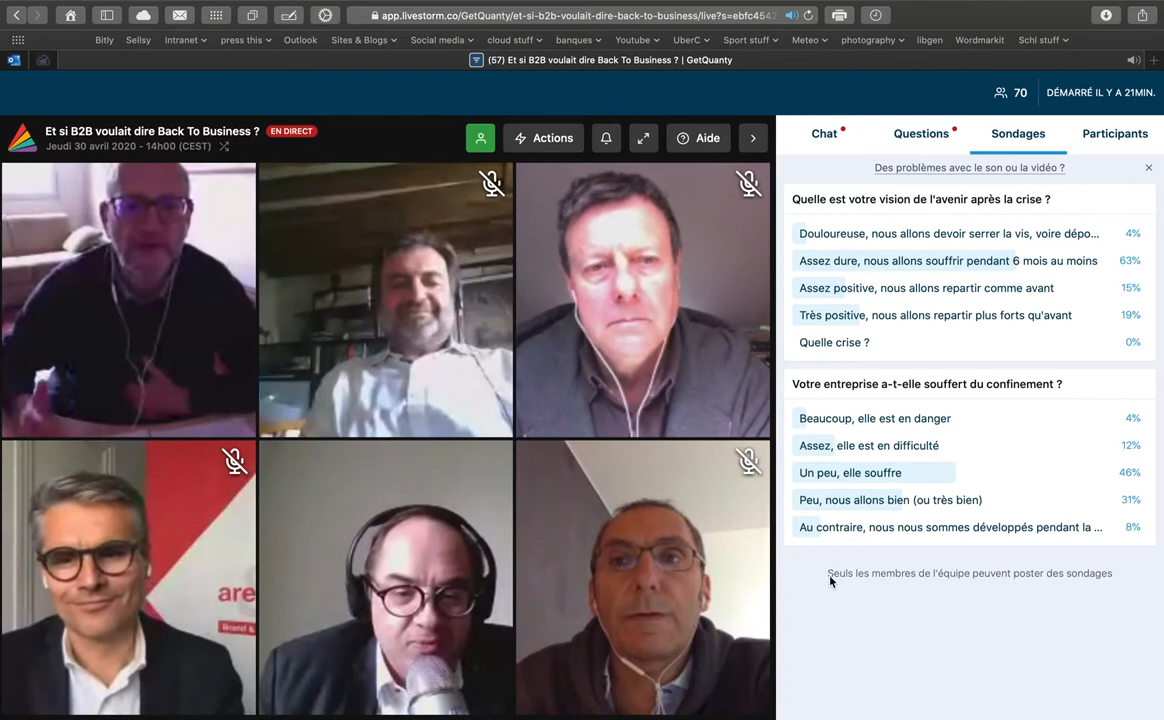 app.livestorm.co/GetQuanty/et-si-b2b-voulait-dire-back-to-business/live?s=ebfc4542
Bitly Sellsy Intranet press this Outlook Sites & Blogs Social media cloud stuff banques Youtube UberC Sport stuff Meteo photography libgen Wordmarkit Schl stuff
(57) Et si B2B voulait dire Back To Business ? | GetQuanty
70 DÉMARRÉ IL Y A 21MIN.
Et si B2B voulait dire Back To Business ? EN DIRECT
Jeudi 30 avril 2020 - 14h00 (CEST)
Actions
Aide
Chat Questions Sondages Participants
Des problèmes avec le son ou la vidéo ?
Quelle est votre vision de l'avenir après la crise ?
Douloureuse, nous allons devoir serrer la vis, voire dépo... 4%
Assez dure, nous allons souffrir pendant 6 mois au moins 63%
Assez positive, nous allons repartir comme avant 15%
Très positive, nous allons repartir plus forts qu'avant 19%
Quelle crise ? 0%
Votre entreprise a-t-elle souffert du confinement ?
Beaucoup, elle est en danger 4%
Assez, elle est en difficulté 12%
Un peu, elle souffre 46%
Peu, nous allons bien (ou très bien) 31%
Au contraire, nous nous sommes développés pendant la ... 8%
Seuls les membres de l'équipe peuvent poster des sondages
are
Brand &